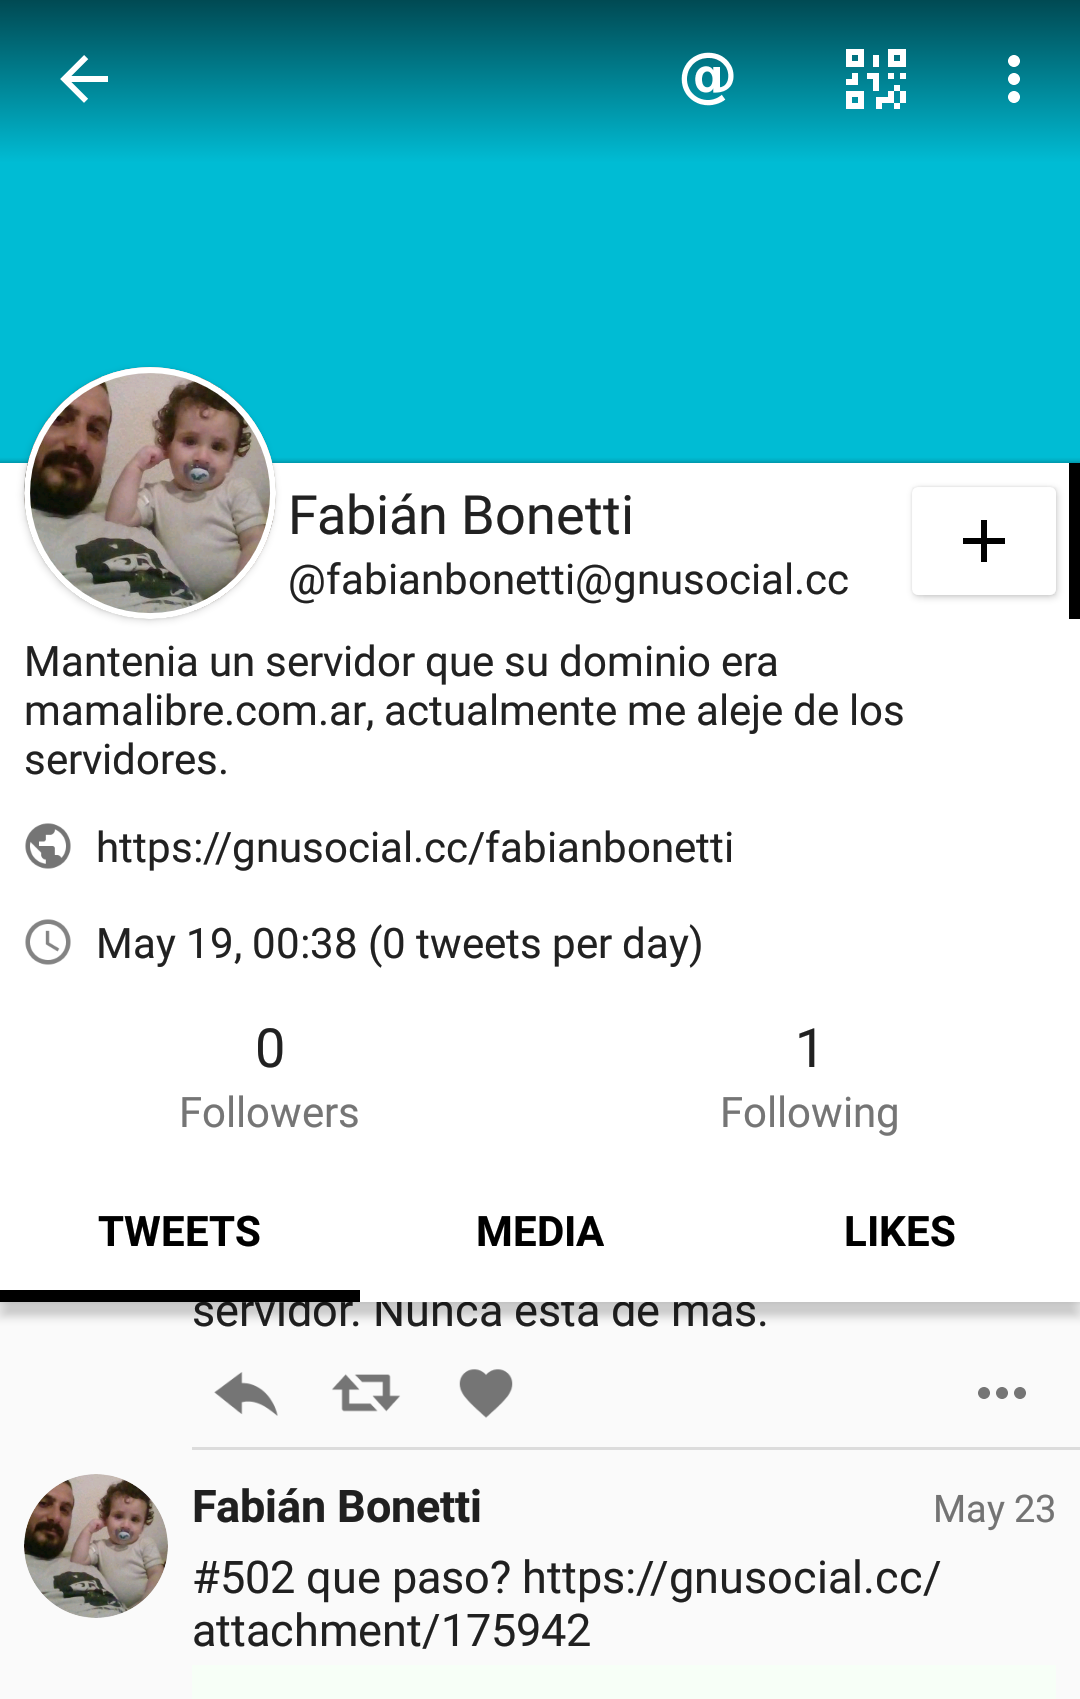 @
Fabián Bonetti
@fabianbonetti@gnusocial.cc
Mantenia un servidor que su dominio era
mamalibre.com.ar, actualmente me aleje de los
servidores.
https://gnusocial.cc/fabianbonetti
May 19, 00:38 (0 tweets per day)
0
Followers
1
Following
TWEETS
MEDIA
LIKES
servidor. Nunca esta de mas.
Fabián Bonetti
May 23
#502 que paso? https://gnusocial.cc/
attachment/175942